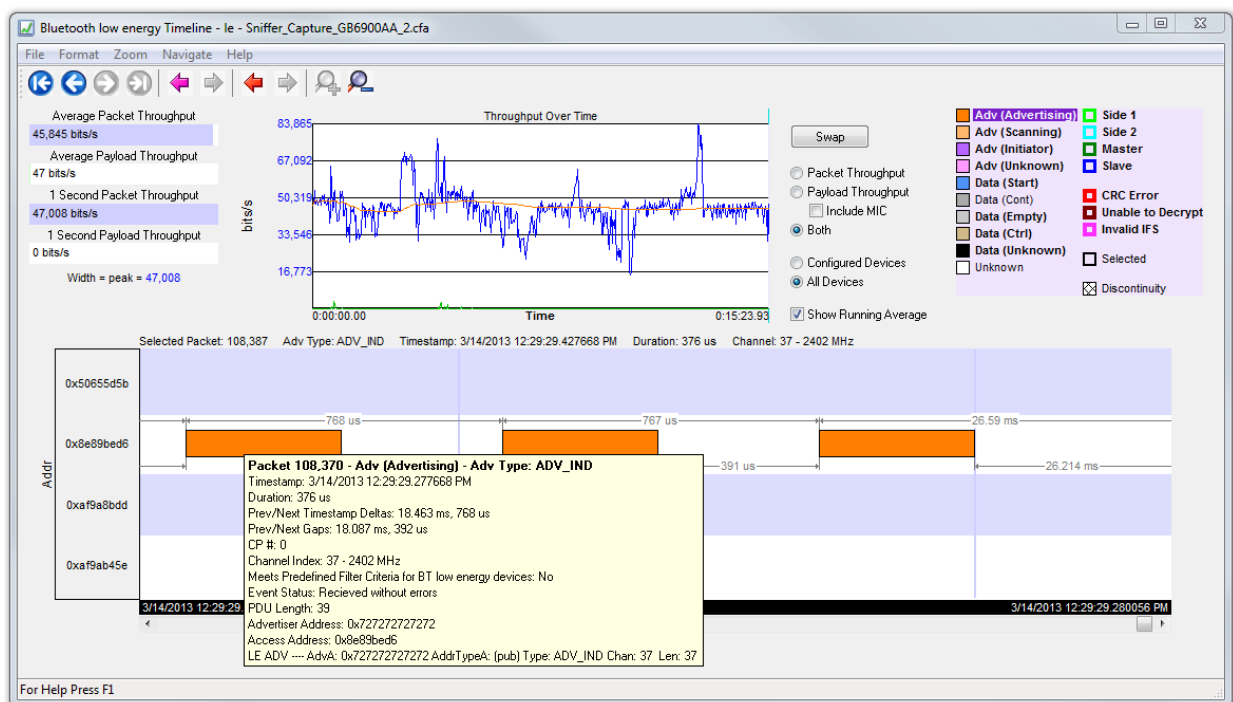 Bluetooth low energy Timeline - le - Sniffer_Capture_GB6900AA_2.cfa
File Format Zoom Navigate Help
Average Packet Throughput
45,845 bits/s
Average Payload Throughput
47 bits/s
1 Second Packet Throughput
47,008 bits/s
1 Second Payload Throughput
0 bits/s
Width = peak = 47,008
Throughput Over Time
bits/s
83,865
67,092
50,319
33,546
16,773
0:00:00.00 Time 0:15:23.93
Swap
Packet Throughput
Payload Throughput
Include MIC
Both
Configured Devices
All Devices
Show Running Average
Adv (Advertising)
Adv (Scanning)
Adv (Initiator)
Adv (Unknown)
Data (Start)
Data (Cont)
Data (Empty)
Data (Ctrl)
Data (Unknown)
Unknown
Side 1
Side 2
Master
Slave
CRC Error
Unable to Decrypt
Invalid IFS
Selected
Discontinuity
Selected Packet: 108,387 Adv Type: ADV_IND Timestamp: 3/14/2013 12:29:29.427668 PM Duration: 376 us Channel: 37 - 2402 MHz
Addr
0x50655d5b
0x8e89bed6
0xaf9a8bdd
0xaf9ab45e
768 us 767 us 26.59 ms
391 us 26.214 ms
Packet 108,370 - Adv (Advertising) - Adv Type: ADV_IND
Timestamp: 3/14/2013 12:29:29.277668 PM
Duration: 376 us
Prev/Next Timestamp Deltas: 18.463 ms, 768 us
Prev/Next Gaps: 18.087 ms, 392 us
CP #: 0
Channel Index: 37 - 2402 MHz
Meets Predefined Filter Criteria for BT low energy devices: No
Event Status: Recieved without errors
PDU Length: 39
Advertiser Address: 0x727272727272
Access Address: 0x8e89bed6
LE ADV ---- AdvA: 0x727272727272 AddrTypeA: (pub) Type: ADV_IND Chan: 37 Len: 37
3/14/2013 12:29:29. 3/14/2013 12:29:29.280056 PM
For Help Press F1